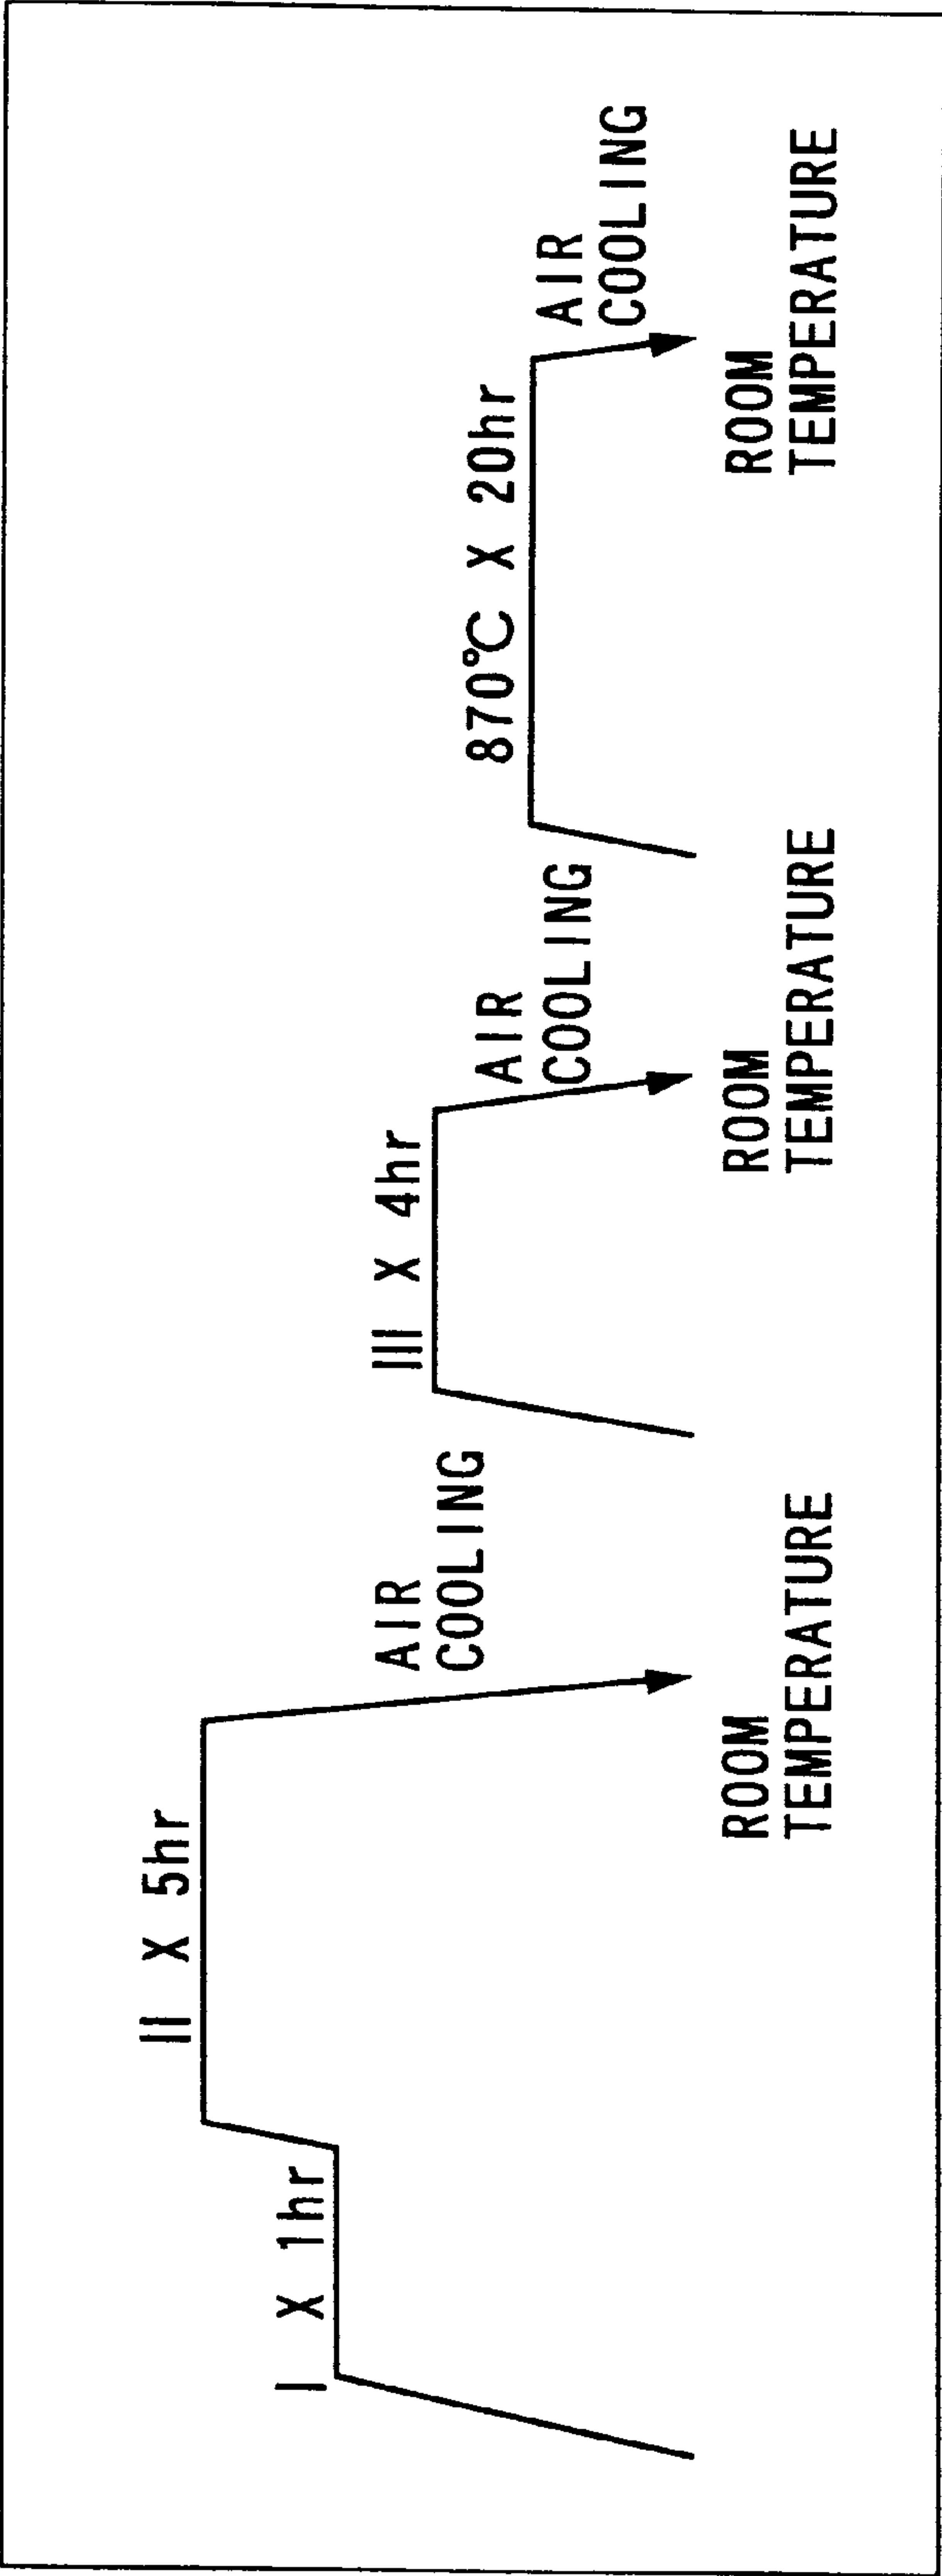 I X 1hr
II X 5hr
AIR
COOLING
ROOM
TEMPERATURE
III X 4hr
AIR
COOLING
ROOM
TEMPERATURE
870°C X 20hr
AIR
COOLING
ROOM
TEMPERATURE